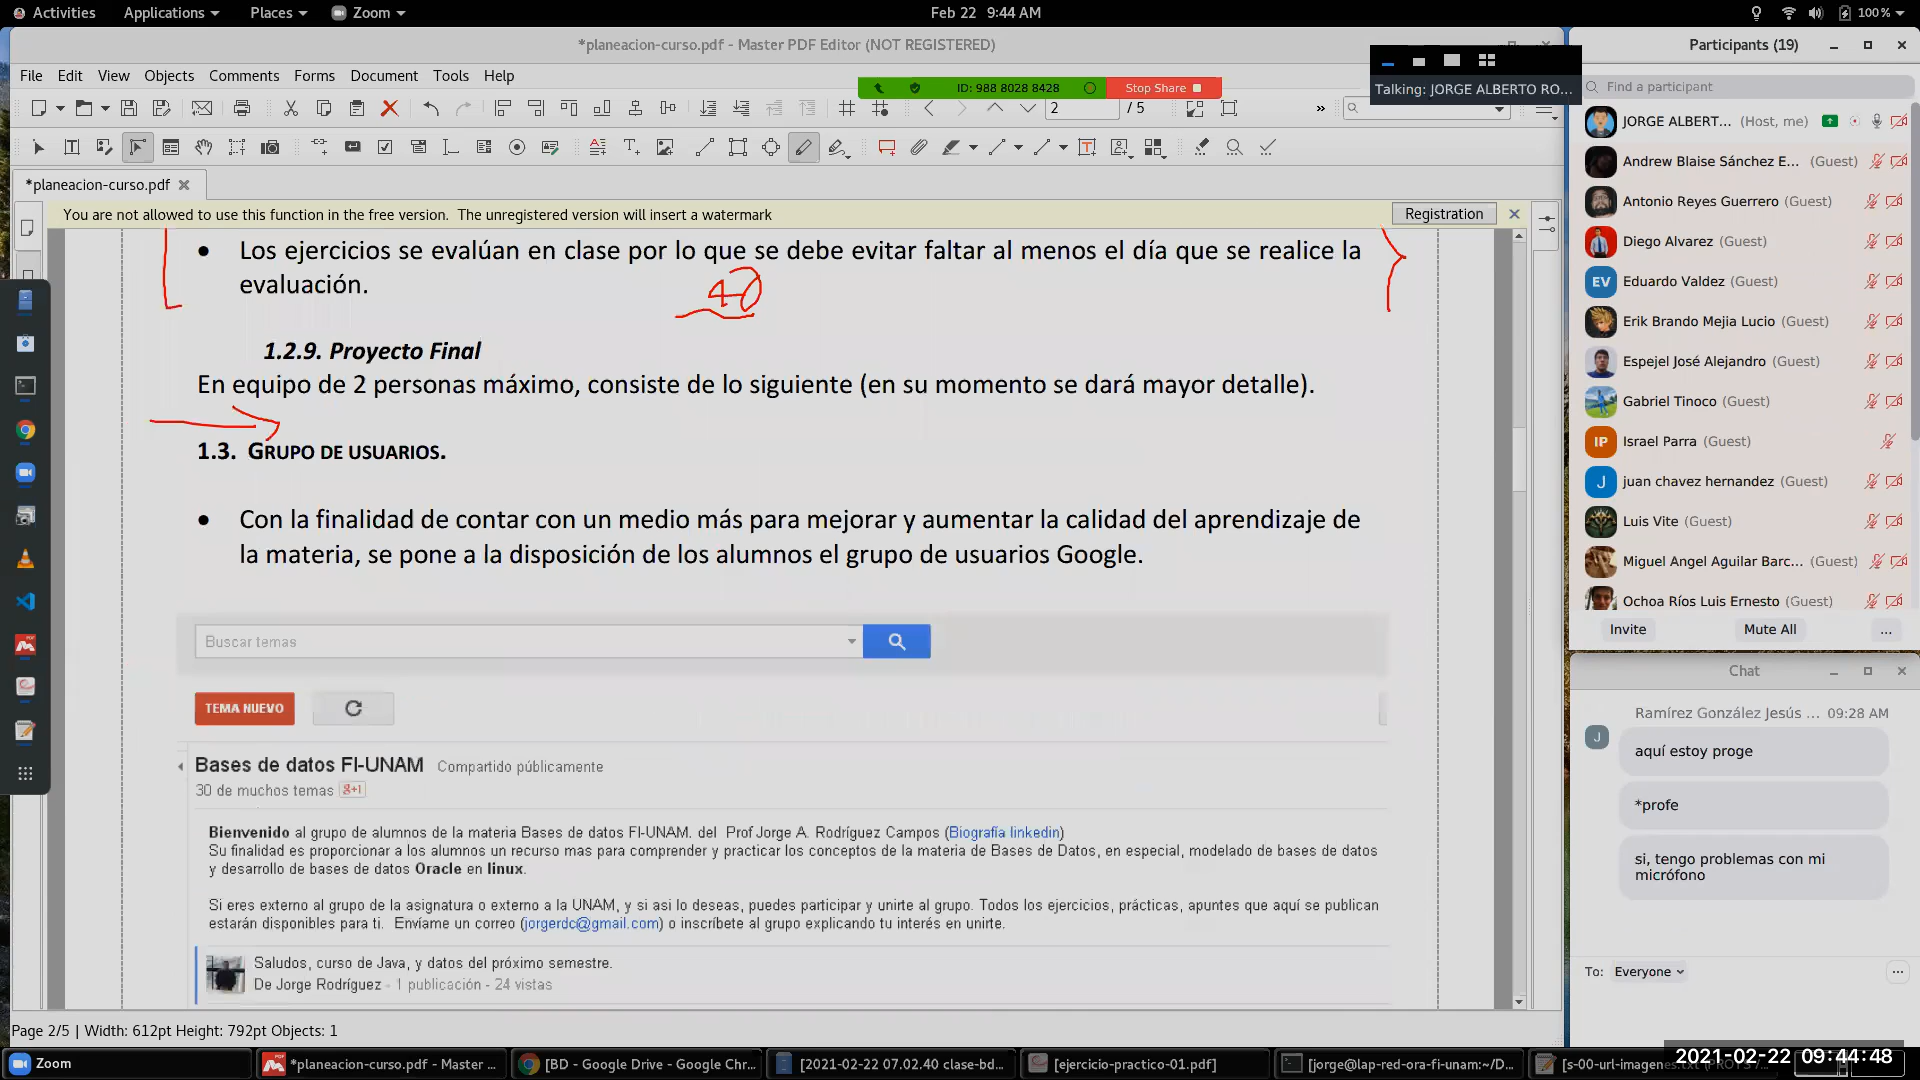 Activities Applications Places Zoom Feb 22 9:44 AM 100%
*planeacion-curso.pdf - Master PDF Editor (NOT REGISTERED)
File Edit View Objects Comments Forms Document Tools Help
ID: 988 8028 8428 Stop Share
Talking: JORGE ALBERTO RO...
2 / 5
*planeacion-curso.pdf
You are not allowed to use this function in the free version. The unregistered version will insert a watermark
Registration
• Los ejercicios se evalúan en clase por lo que se debe evitar faltar al menos el día que se realice la
evaluación.
40
1.2.9. Proyecto Final
En equipo de 2 personas máximo, consiste de lo siguiente (en su momento se dará mayor detalle).
1.3. GRUPO DE USUARIOS.
• Con la finalidad de contar con un medio más para mejorar y aumentar la calidad del aprendizaje de
la materia, se pone a la disposición de los alumnos el grupo de usuarios Google.
Buscar temas
TEMA NUEVO
Bases de datos FI-UNAM Compartido públicamente
30 de muchos temas g+1
Bienvenido al grupo de alumnos de la materia Bases de datos FI-UNAM. del Prof Jorge A. Rodríguez Campos (Biografía linkedin)
Su finalidad es proporcionar a los alumnos un recurso mas para comprender y practicar los conceptos de la materia de Bases de Datos, en especial, modelado de bases de datos
y desarrollo de bases de datos Oracle en linux.
Si eres externo al grupo de la asignatura o externo a la UNAM, y si asi lo deseas, puedes participar y unirte al grupo. Todos los ejercicios, prácticas, apuntes que aquí se publican
estarán disponibles para ti. Envíame un correo (jorgerdc@gmail.com) o inscríbete al grupo explicando tu interés en unirte.
Saludos, curso de Java, y datos del próximo semestre.
De Jorge Rodríguez - 1 publicación - 24 vistas
Page 2/5 | Width: 612pt Height: 792pt Objects: 1
Participants (19)
Find a participant
JORGE ALBERT... (Host, me)
Andrew Blaise Sánchez E... (Guest)
Antonio Reyes Guerrero (Guest)
Diego Alvarez (Guest)
EV Eduardo Valdez (Guest)
Erik Brando Mejia Lucio (Guest)
Espejel José Alejandro (Guest)
Gabriel Tinoco (Guest)
IP Israel Parra (Guest)
J juan chavez hernandez (Guest)
Luis Vite (Guest)
Miguel Angel Aguilar Barc... (Guest)
Ochoa Ríos Luis Ernesto (Guest)
Invite Mute All ...
Chat
Ramírez González Jesús ... 09:28 AM
J aquí estoy proge
*profe
si, tengo problemas con mi
micrófono
To: Everyone
Zoom *planeacion-curso.pdf - Master ... [BD - Google Drive - Google Chr... [2021-02-22 07.02.40 clase-bd... [ejercicio-practico-01.pdf] [jorge@lap-red-ora-fi-unam:~/D... [s-00-url-imagenes.txt
2021-02-22 09:44:48